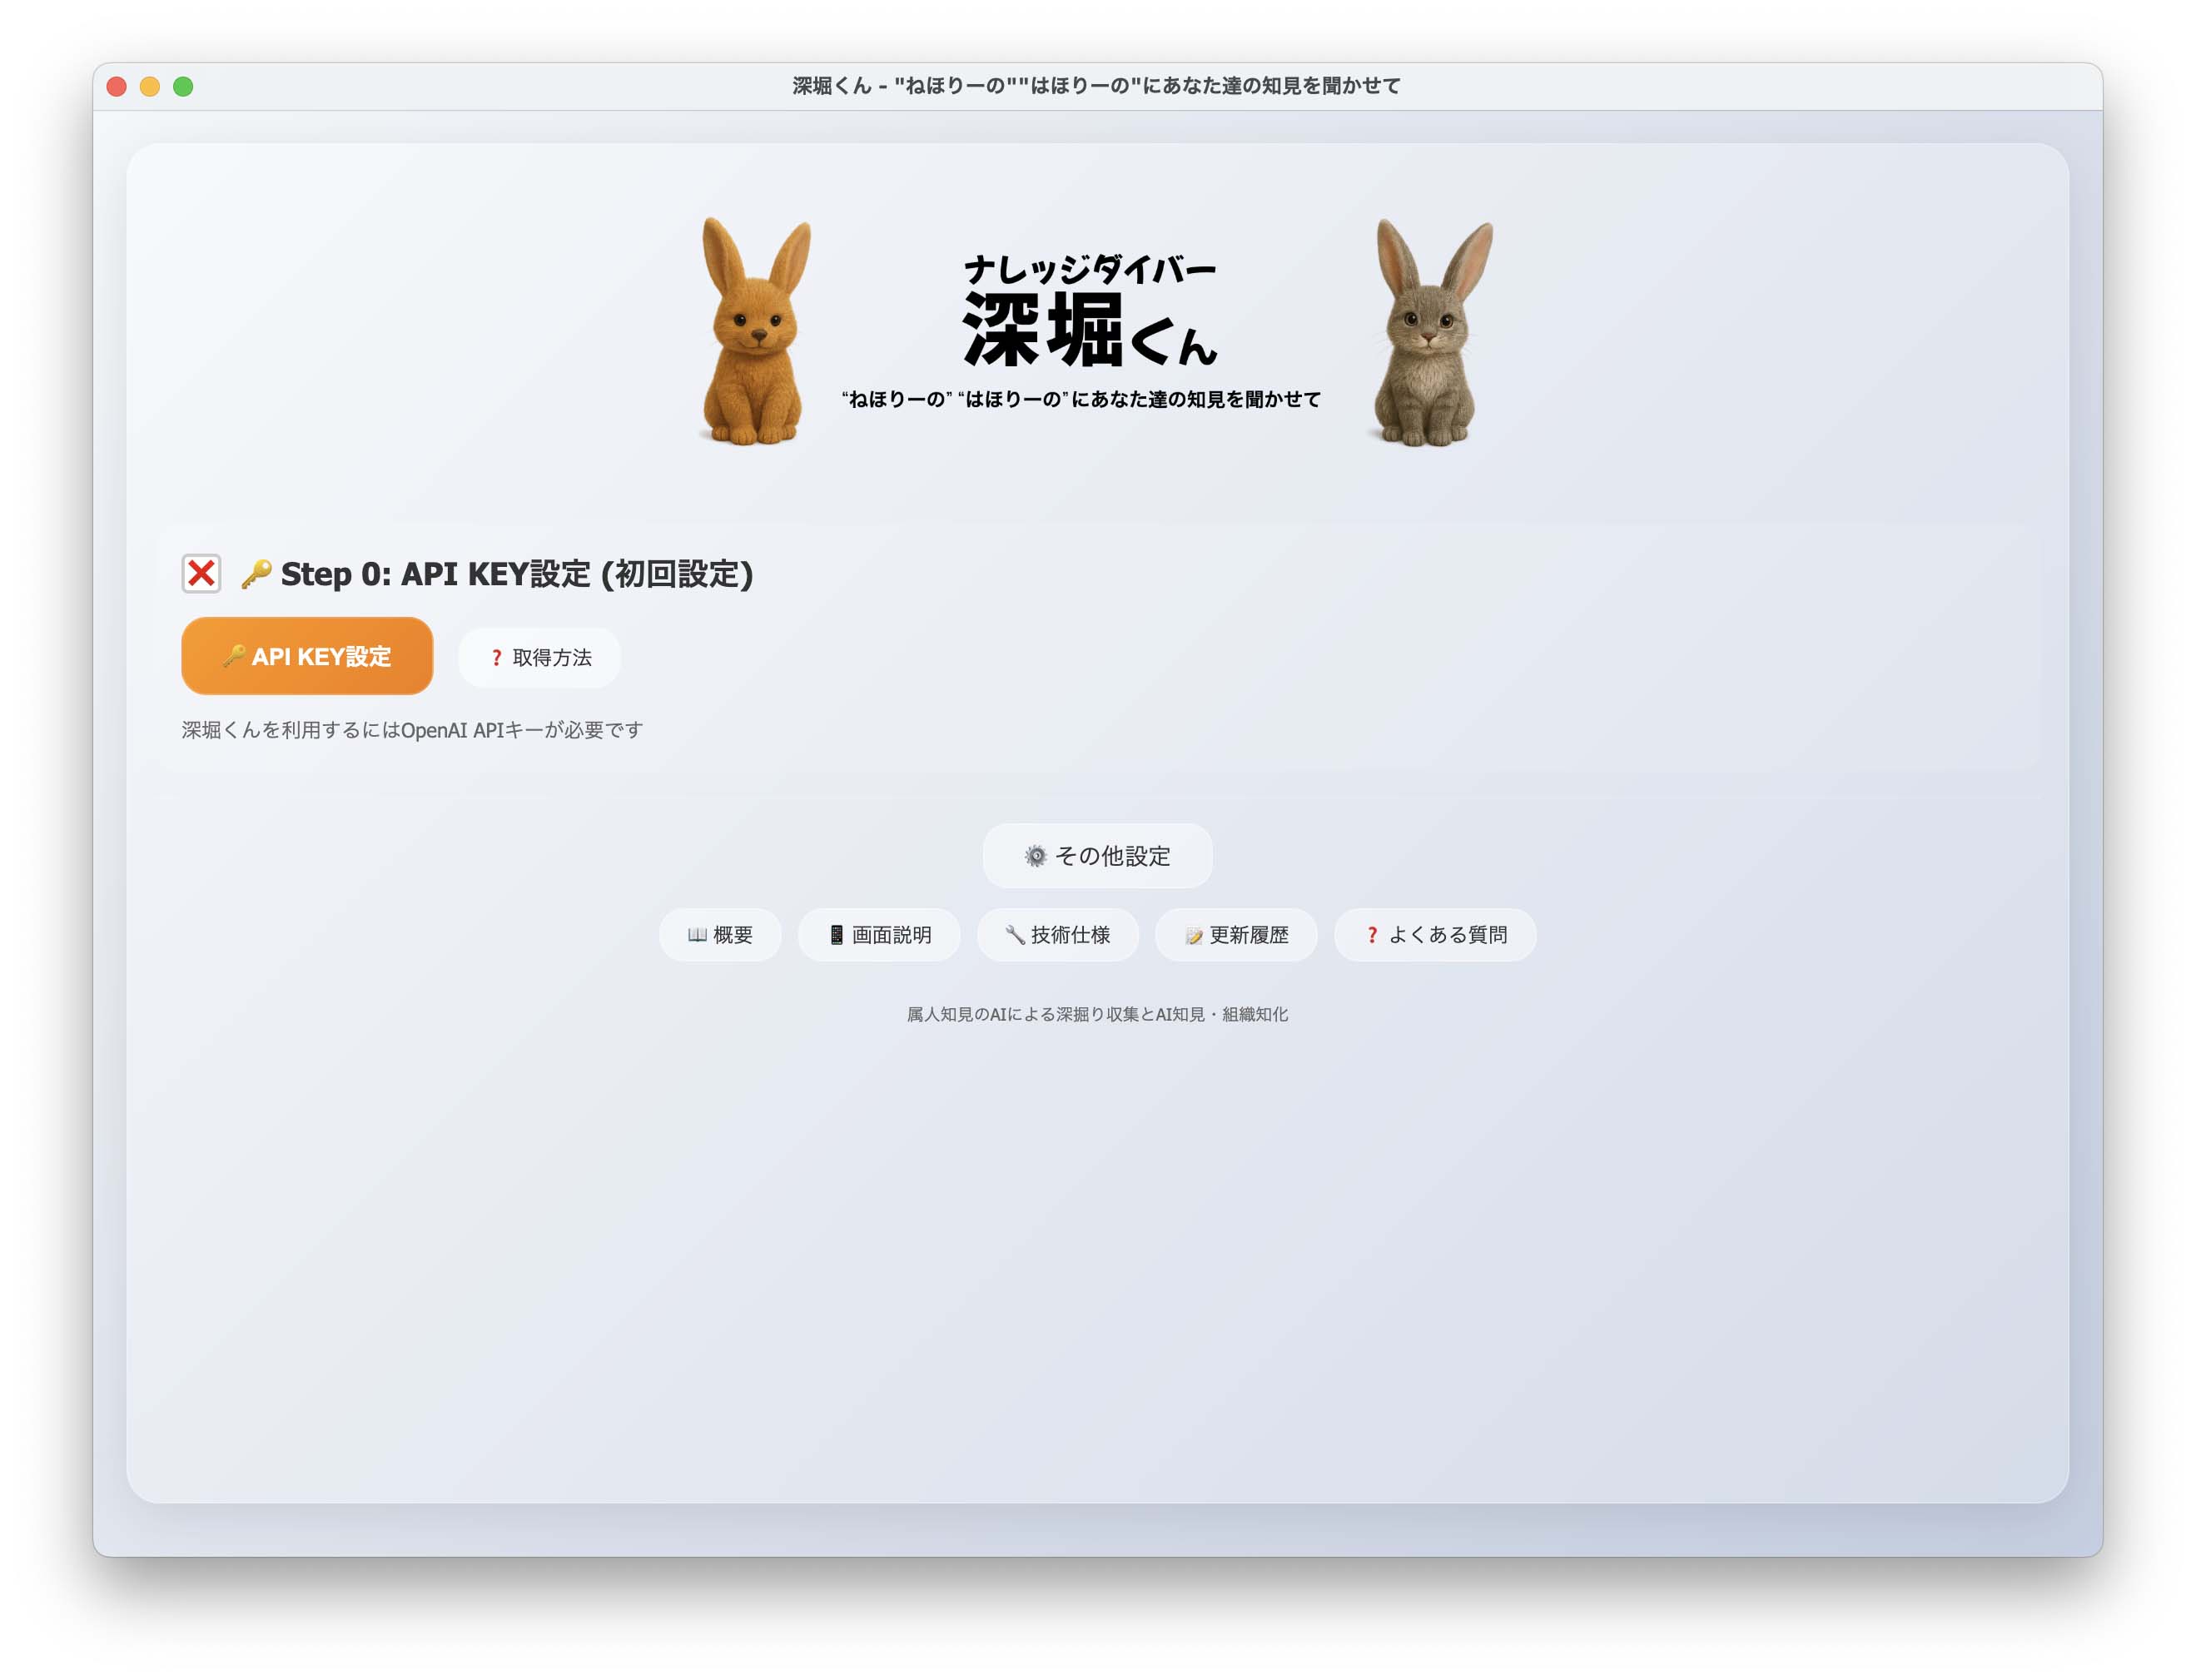 深堀くん - "ねほりーの""はほりーの"にあなた達の知見を聞かせて
ナレッジダイバー
深堀くん
“ねほりーの” “はほりーの” にあなた達の知見を聞かせて
❌ 🔑 Step 0: API KEY設定 (初回設定)
🔑 API KEY設定 ❓ 取得方法
深堀くんを利用するにはOpenAI APIキーが必要です
⚙️ その他設定
📖 概要 📱 画面説明 🔧 技術仕様 📝 更新履歴 ❓ よくある質問
属人知見のAIによる深掘り収集とAI知見・組織知化